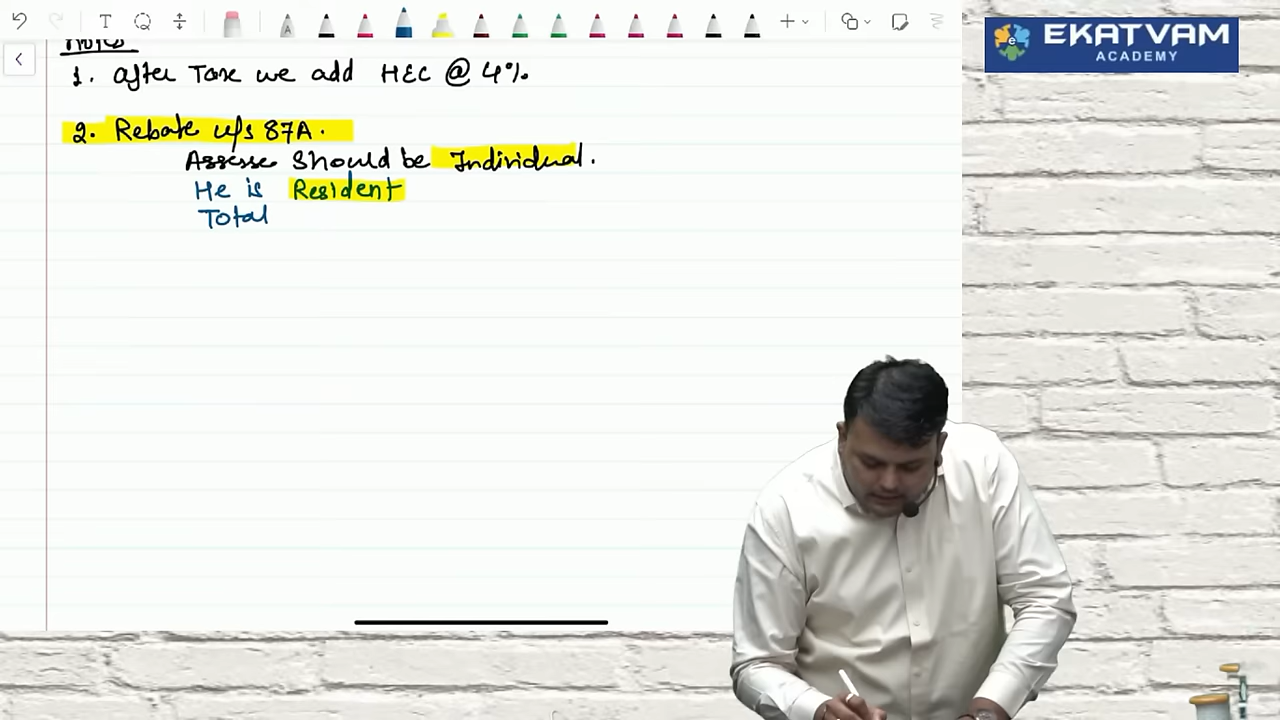 Note
1. After Tax we add HEC @ 4%
2. Rebate u/s 87A.
Assesse should be Individual.
He is Resident
Total
EKATVAM
ACADEMY